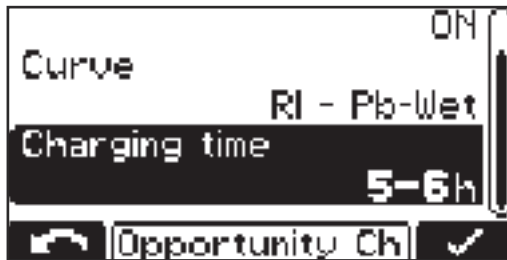 ON
Curve
RI - Pb-Wet
Charging time
5-6h
Opportunity Ch